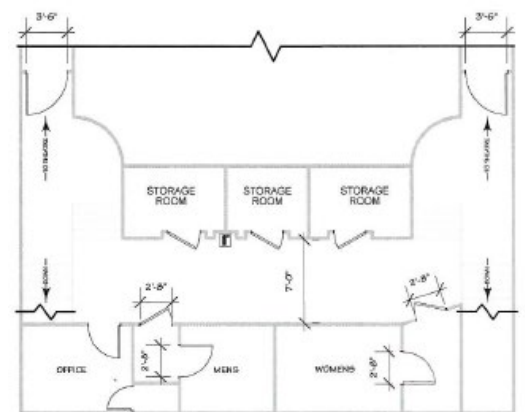 3'-6"
3'-6"
STORAGE
ROOM
STORAGE
ROOM
STORAGE
ROOM
7'-0"
2'-8"
2'-8"
OFFICE
2'-8"
MENS
WOMENS
2'-8"